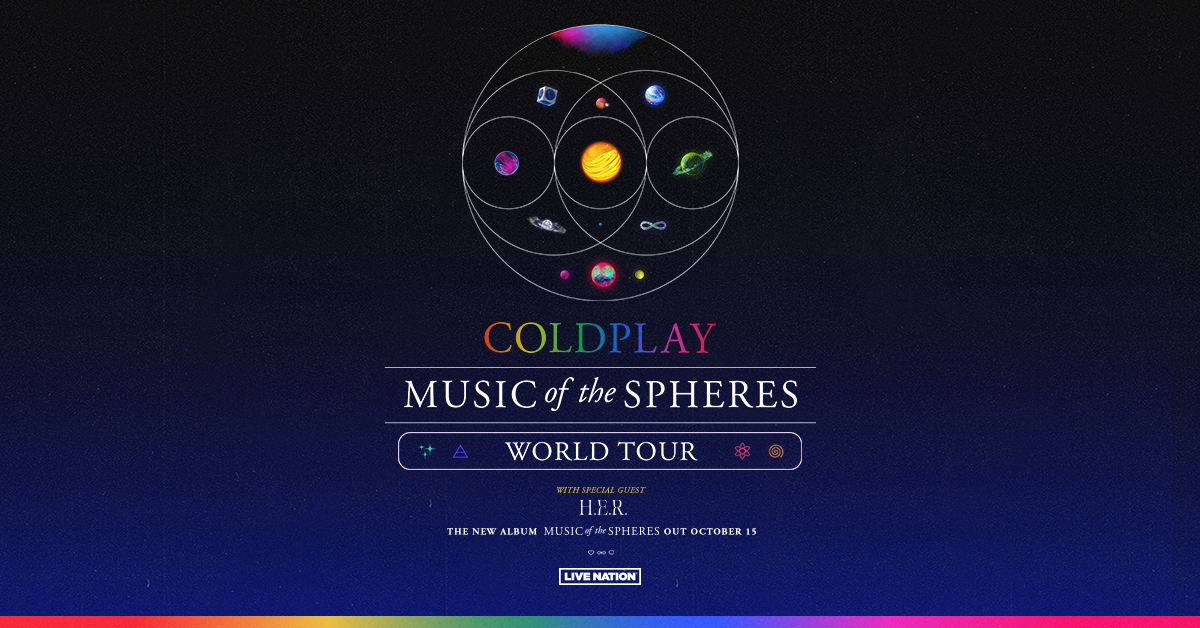 COLDPLAY
MUSIC of the SPHERES
WORLD TOUR
WITH SPECIAL GUEST
H.E.R.
THE NEW ALBUM MUSIC of the SPHERES OUT OCTOBER 15
LIVE NATION